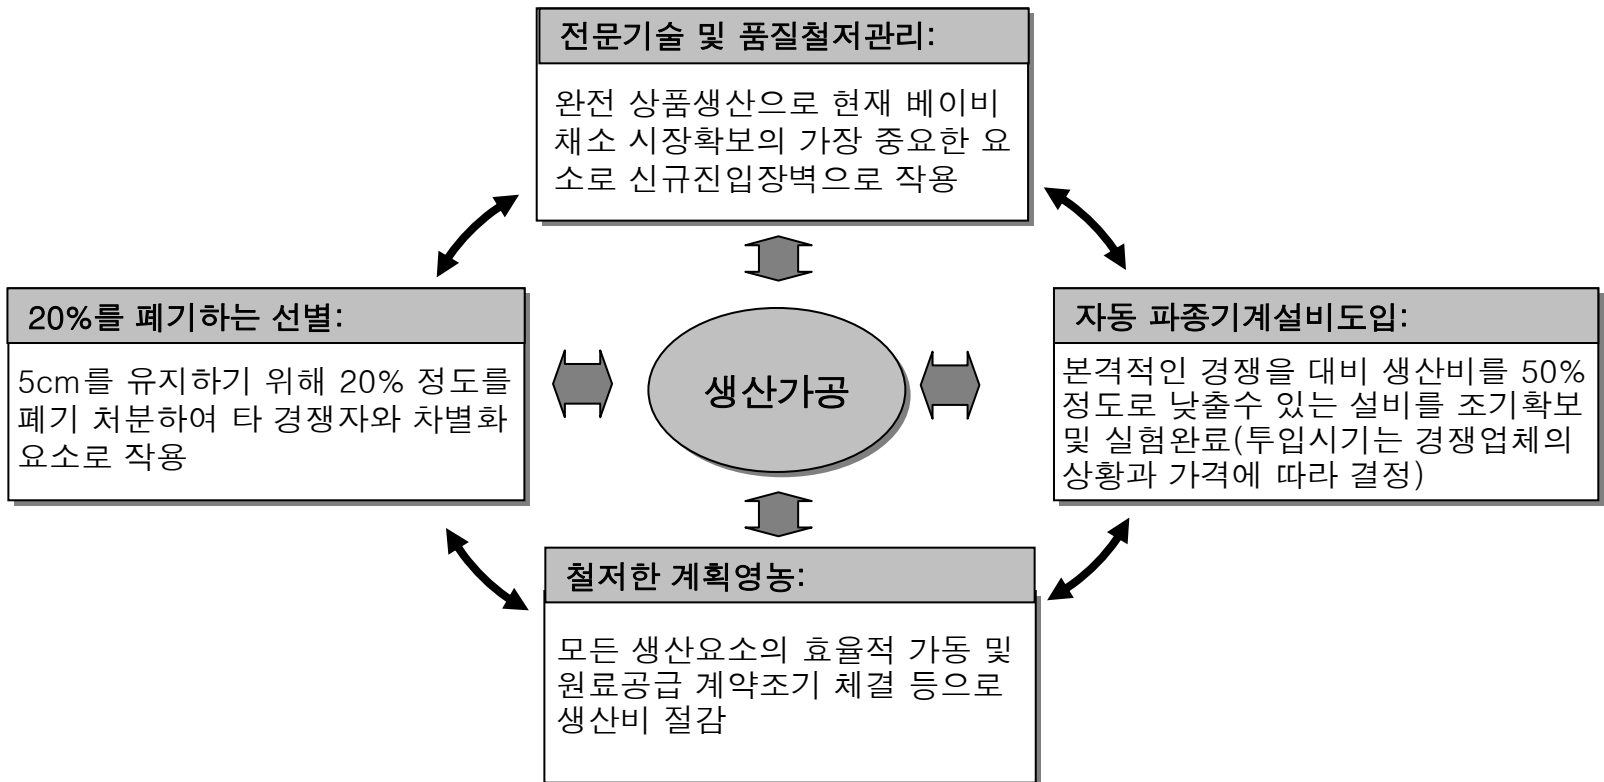 전문기술 및 품질철저관리:
완전 상품생산으로 현재 베이비
채소 시장확보의 가장 중요한 요
소로 신규진입장벽으로 작용
20%를 폐기하는 선별:
5cm를 유지하기 위해 20% 정도를
폐기 처분하여 타 경쟁자와 차별화
요소로 작용
생산가공
자동 파종기계설비도입:
본격적인 경쟁을 대비 생산비를 50%
정도로 낮출수 있는 설비를 조기확보
및 실험완료(투입시기는 경쟁업체의
상황과 가격에 따라 결정)
철저한 계획영농:
모든 생산요소의 효율적 가동 및
원료공급 계약조기 체결 등으로
생산비 절감